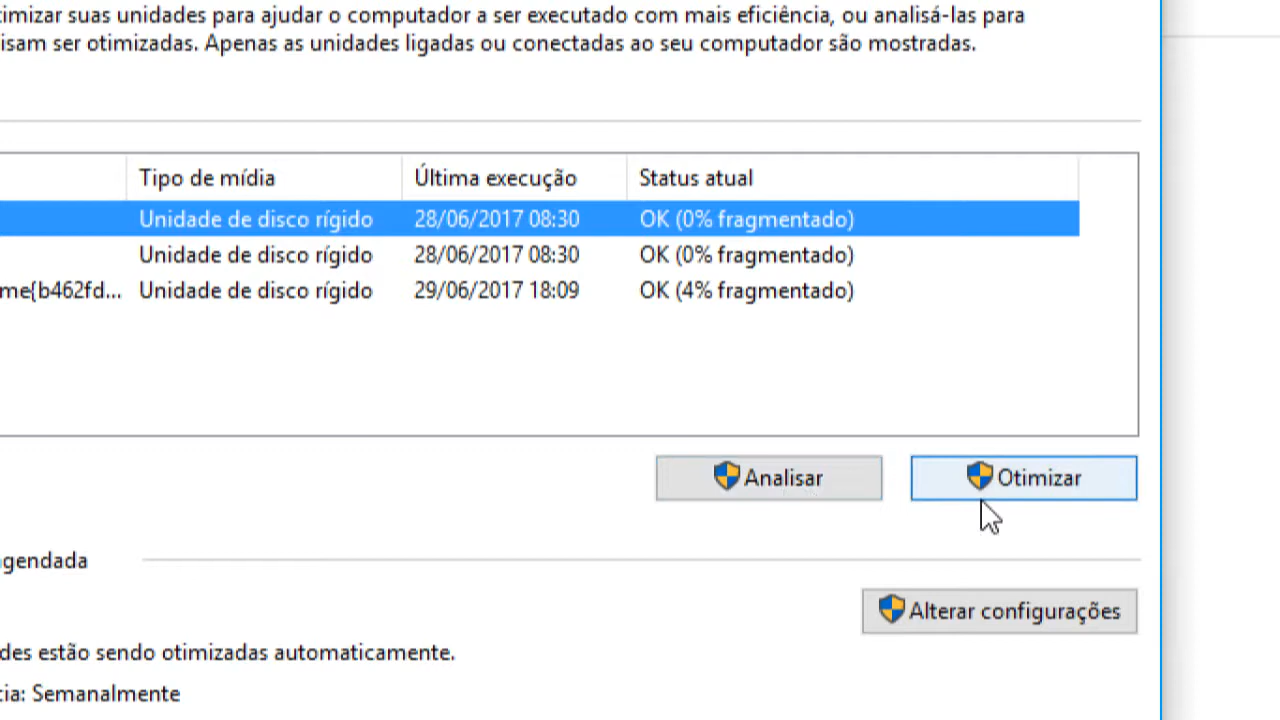 timizar suas unidades para ajudar o computador a ser executado com mais eficiência, ou analisá-las para
isam ser otimizadas. Apenas as unidades ligadas ou conectadas ao seu computador são mostradas.
Tipo de mídia Última execução Status atual
Unidade de disco rígido 28/06/2017 08:30 OK (0% fragmentado)
Unidade de disco rígido 28/06/2017 08:30 OK (0% fragmentado)
me{b462fd... Unidade de disco rígido 29/06/2017 18:09 OK (4% fragmentado)
Analisar Otimizar
gendada
Alterar configurações
des estão sendo otimizadas automaticamente.
cia: Semanalmente